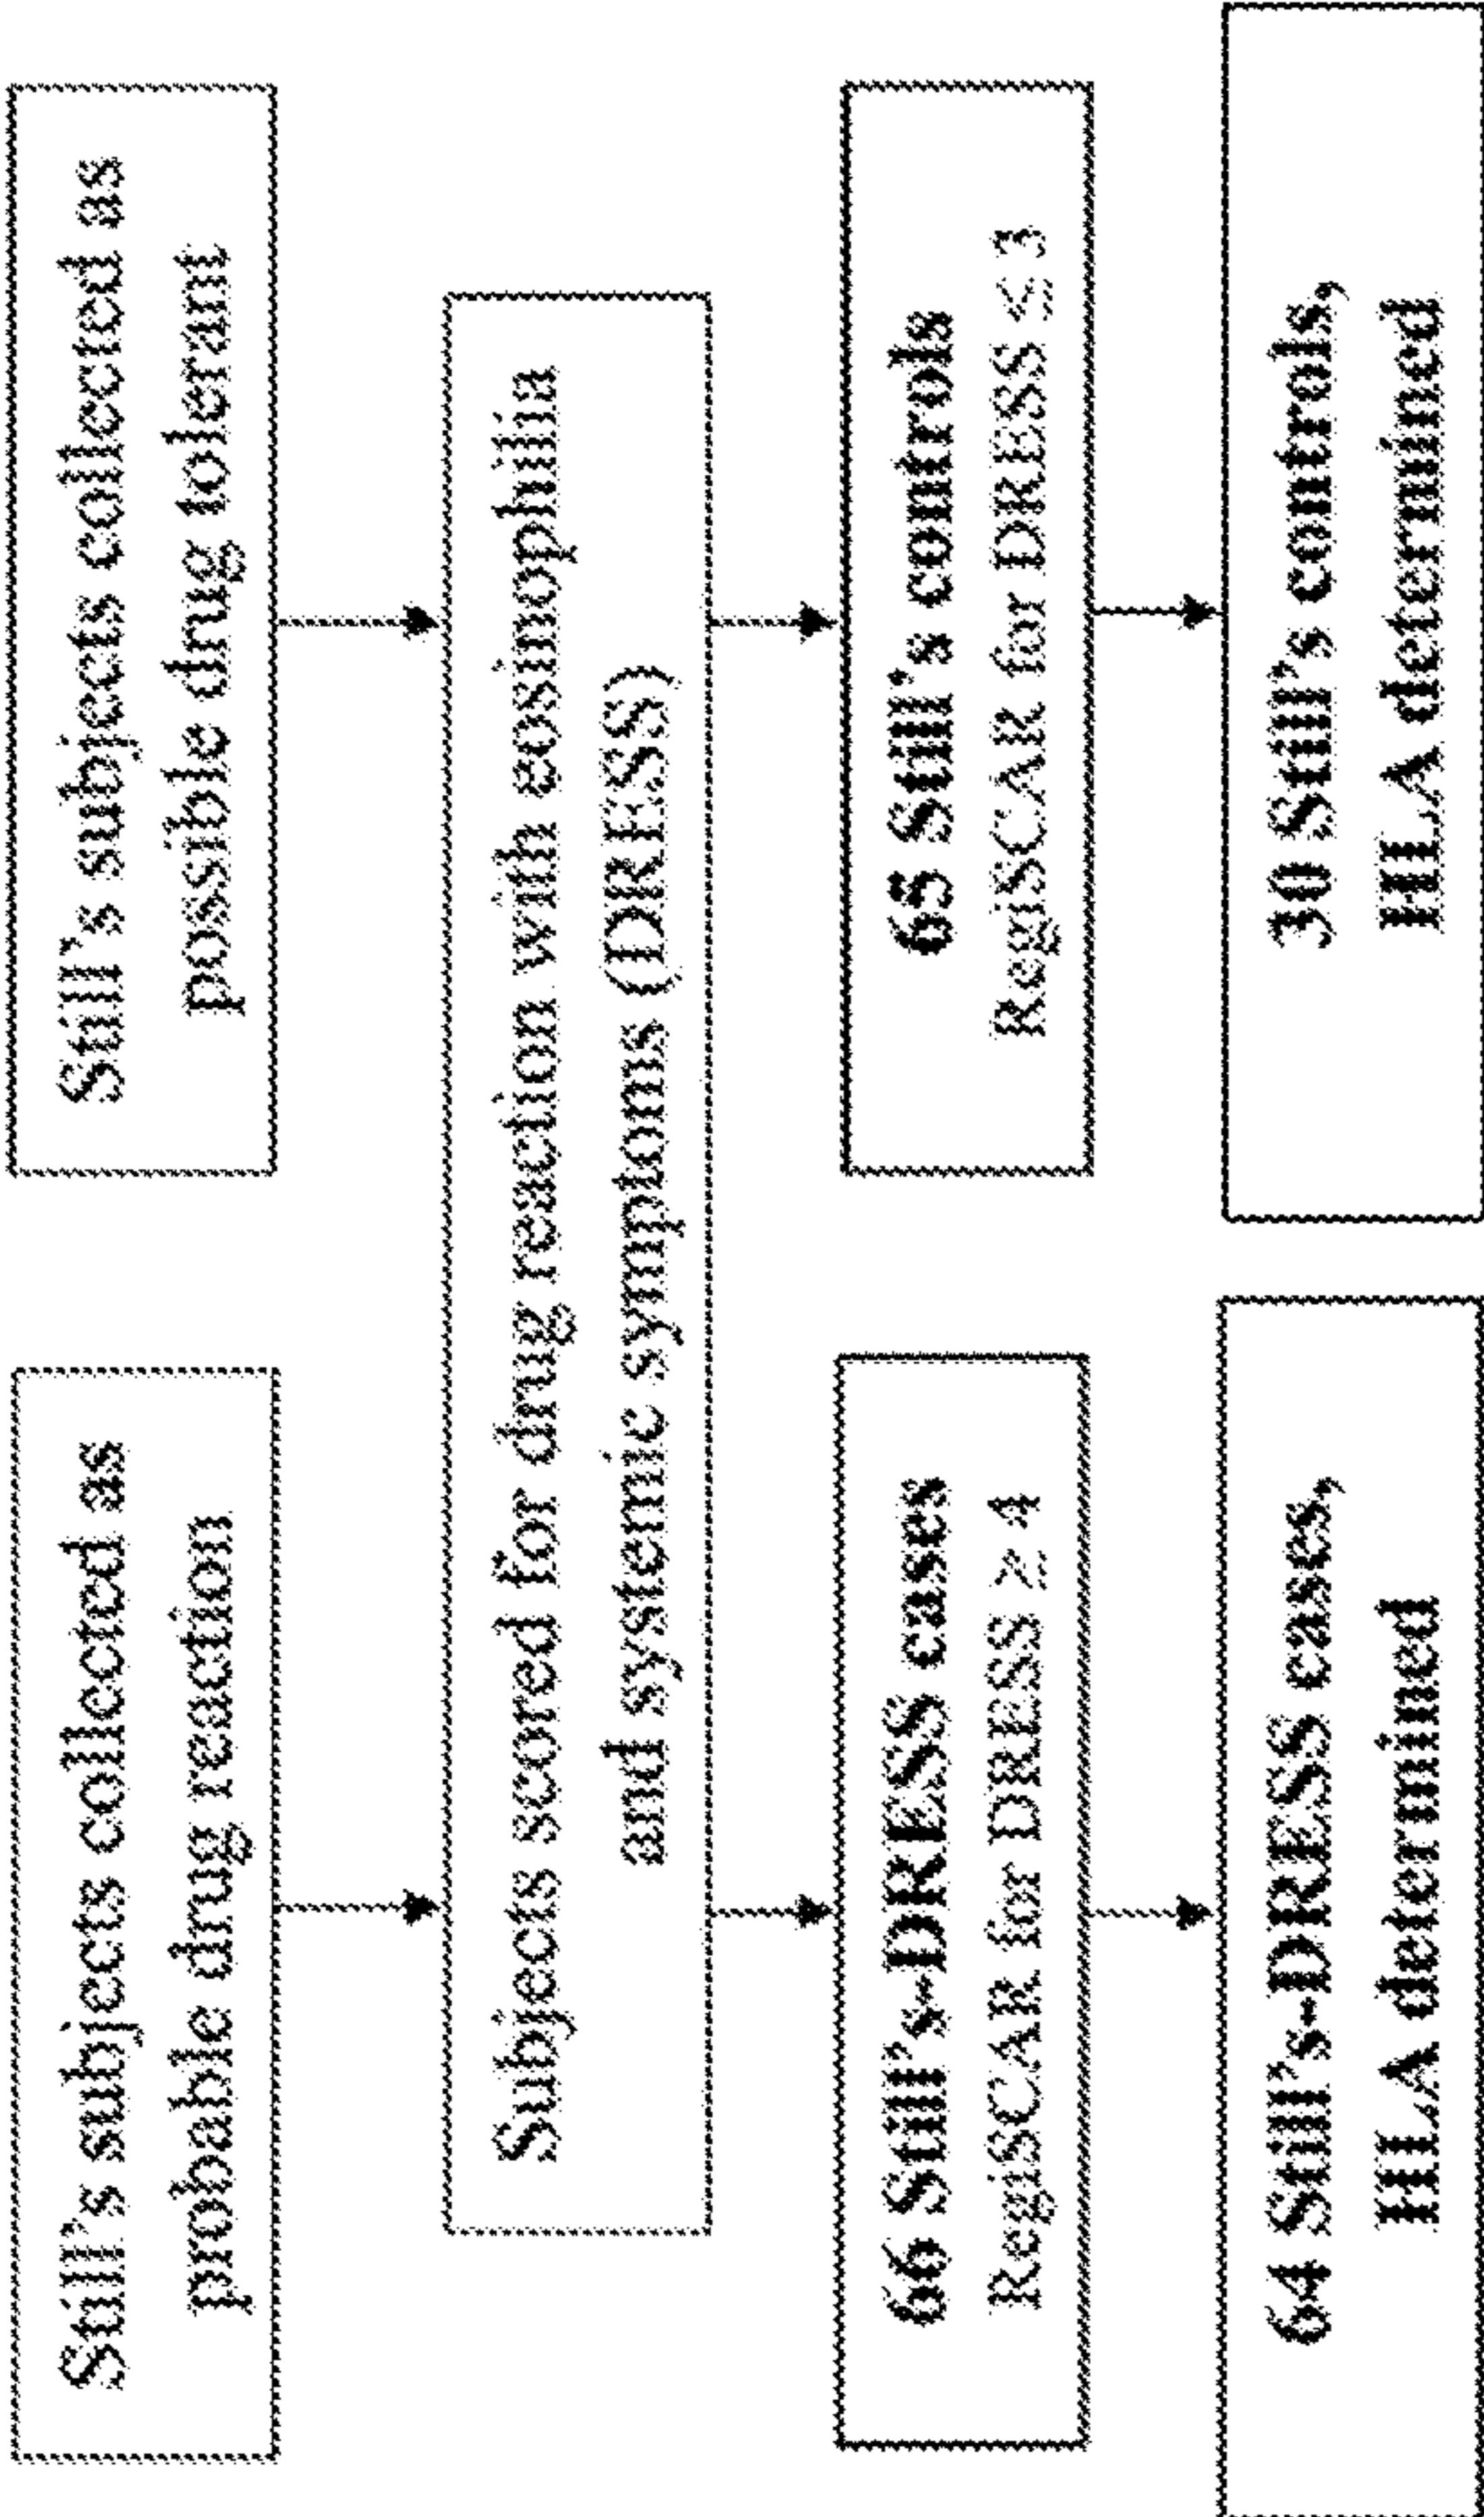 Still's subjects collected as
probable drug reaction
Still's subjects collected as
possible drug tolerant
Subjects scored for drug reaction with eosinophilia
and systemic symptoms (DRESS)
66 Still's-DRESS cases
RegiSCAR for DRESS ≥ 4
65 Still's controls
RegiSCAR for DRESS ≤ 3
64 Still's-DRESS cases,
HLA determined
30 Still's controls,
HLA determined